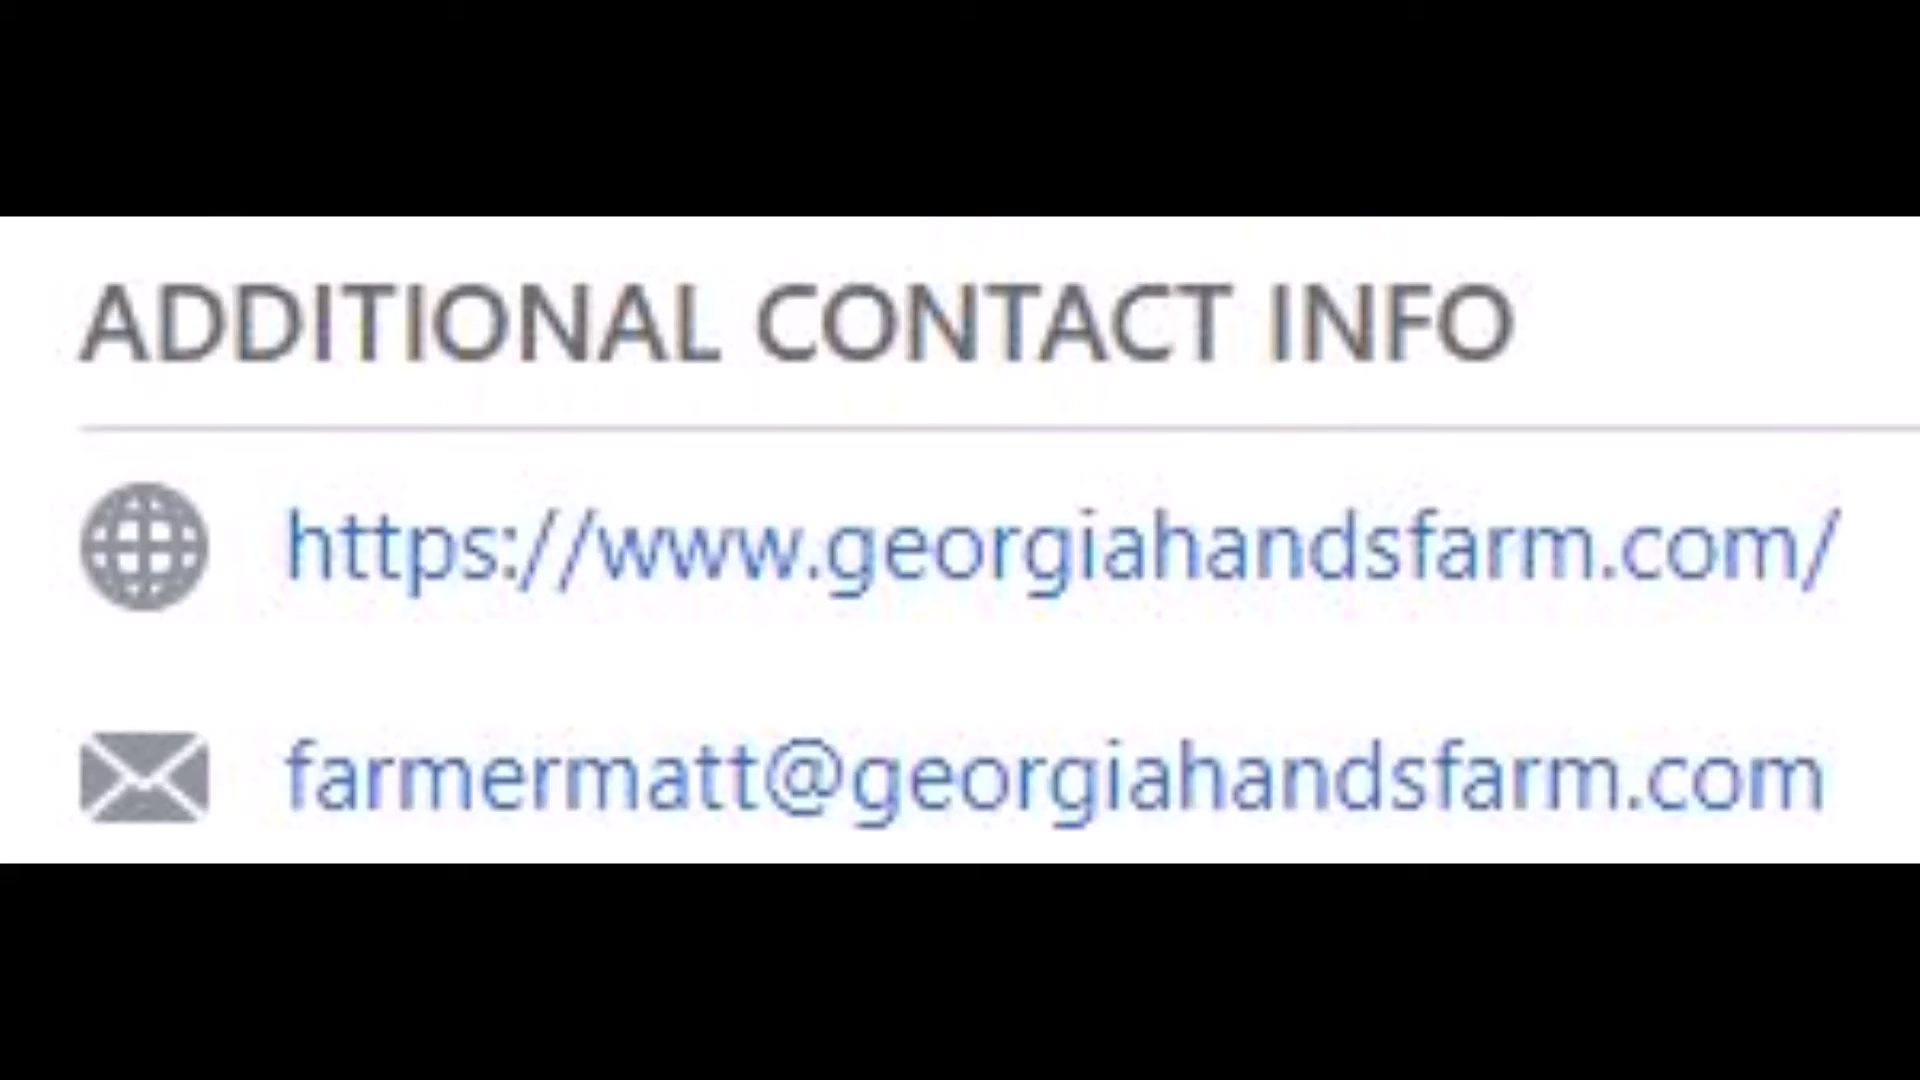 ADDITIONAL CONTACT INFO
https://www.georgiahandsfarm.com/
farmermatt@georgiahandsfarm.com